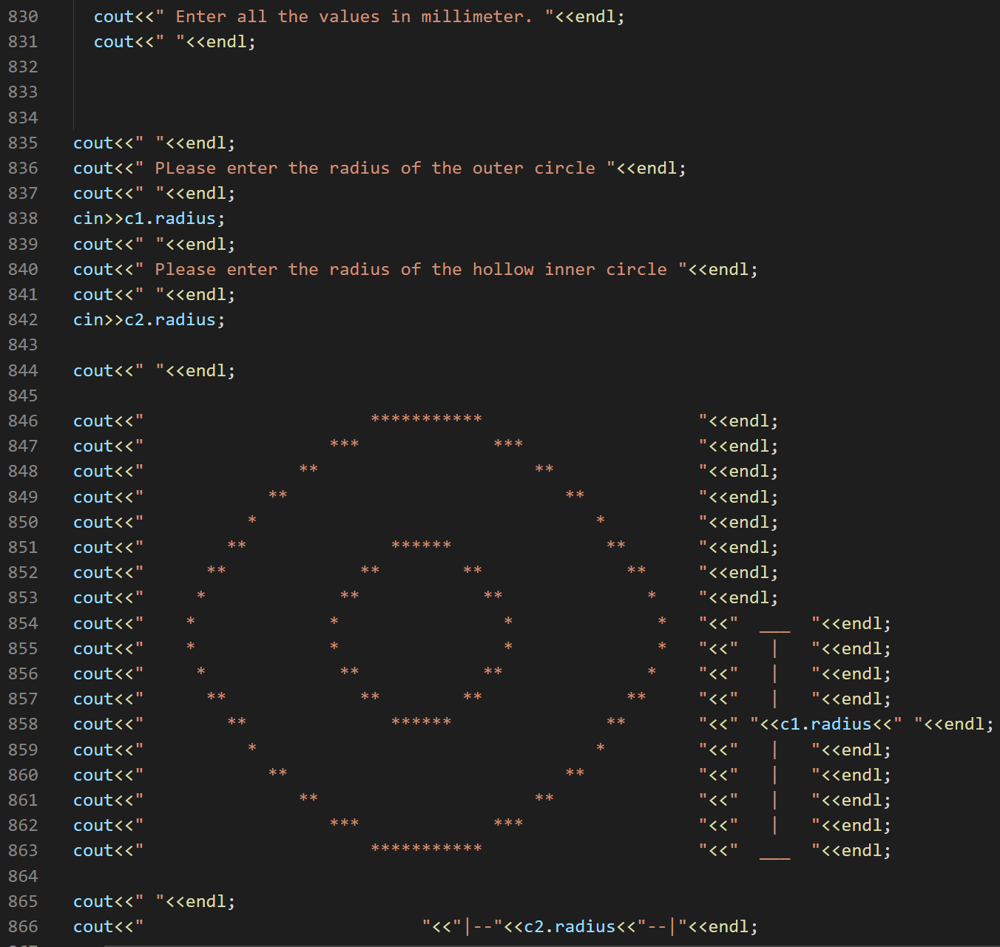 830 cout<<" Enter all the values in millimeter. "<<endl;
831 cout<<" "<<endl;
832
833
834
835 cout<<" "<<endl;
836 cout<<" PLease enter the radius of the outer circle "<<endl;
837 cout<<" "<<endl;
838 cin>>c1.radius;
839 cout<<" "<<endl;
840 cout<<" Please enter the radius of the hollow inner circle "<<endl;
841 cout<<" "<<endl;
842 cin>>c2.radius;
843
844 cout<<" "<<endl;
845
846 cout<<"                      ***********                     "<<endl;
847 cout<<"                  ***             ***                 "<<endl;
848 cout<<"               **                     **              "<<endl;
849 cout<<"            **                           **           "<<endl;
850 cout<<"          *                                 *         "<<endl;
851 cout<<"        **              ******               **       "<<endl;
852 cout<<"      **             **        **              **     "<<endl;
853 cout<<"     *             **            **              *    "<<endl;
854 cout<<"    *             *                *              *   "<<"  ___  "<<endl;
855 cout<<"    *             *                *              *   "<<"   |   "<<endl;
856 cout<<"     *             **            **              *    "<<"   |   "<<endl;
857 cout<<"      **             **        **              **     "<<"   |   "<<endl;
858 cout<<"        **              ******               **       "<<" "<<c1.radius<<" "<<endl;
859 cout<<"          *                                 *         "<<"   |   "<<endl;
860 cout<<"            **                           **           "<<"   |   "<<endl;
861 cout<<"               **                     **              "<<"   |   "<<endl;
862 cout<<"                  ***             ***                 "<<"   |   "<<endl;
863 cout<<"                      ***********                     "<<"  ___  "<<endl;
864
865 cout<<" "<<endl;
866 cout<<"                           "<<"|--"<<c2.radius<<"--|"<<endl;